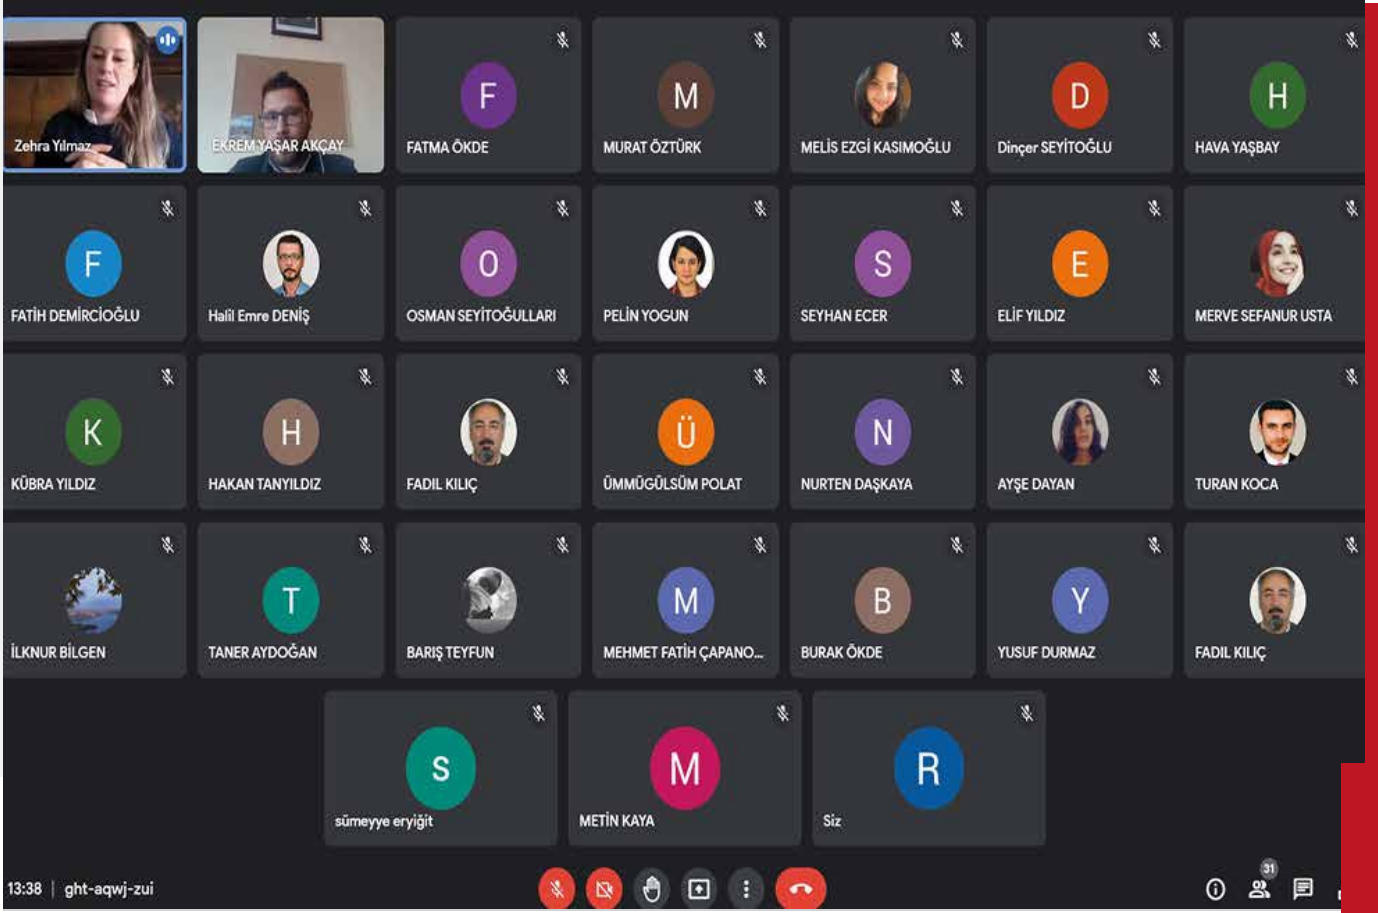 Zehra Yılmaz
EKREM YAŞAR AKÇAY
F
FATMA ÖKDE
M
MURAT ÖZTÜRK
MELİS EZGİ KASIMOĞLU
D
Dinçer SEYİTOĞLU
H
HAVA YAŞBAY
F
FATİH DEMİRCİOĞLU
Halil Emre DENİŞ
O
OSMAN SEYİTOĞULLARI
PELİN YOGUN
S
SEYHAN ECER
E
ELİF YILDIZ
MERVE SEFANUR USTA
K
KÜBRA YILDIZ
H
HAKAN TANYILDIZ
FADIL KILIÇ
Ü
ÜMMÜGÜLSÜM POLAT
N
NURTEN DAŞKAYA
AYŞE DAYAN
TURAN KOCA
İLKNUR BİLGEN
T
TANER AYDOĞAN
BARIŞ TEYFUN
M
MEHMET FATİH ÇAPANO...
B
BURAK ÖKDE
Y
YUSUF DURMAZ
FADIL KILIÇ
s
sümeyye eryiğit
M
METİN KAYA
R
Siz
13:38 | ght-aqwj-zui
31